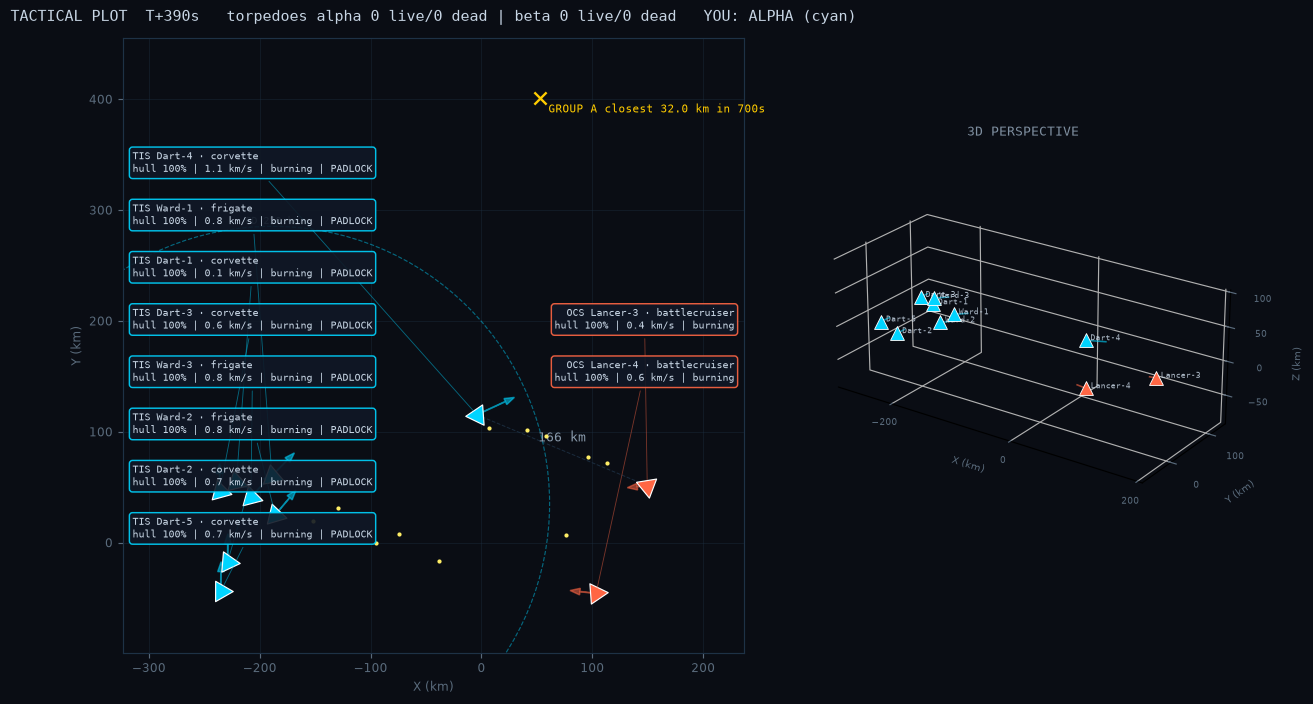 TACTICAL PLOT  T+390s   torpedoes alpha 0 live/0 dead | beta 0 live/0 dead   YOU: ALPHA (cyan)
GROUP A closest 32.0 km in 700s
3D PERSPECTIVE
TIS Dart-4 · corvette
hull 100% | 1.1 km/s | burning | PADLOCK
TIS Ward-1 · frigate
hull 100% | 0.8 km/s | burning | PADLOCK
TIS Dart-1 · corvette
hull 100% | 0.1 km/s | burning | PADLOCK
TIS Dart-3 · corvette
hull 100% | 0.6 km/s | burning | PADLOCK
TIS Ward-3 · frigate
hull 100% | 0.8 km/s | burning | PADLOCK
TIS Ward-2 · frigate
hull 100% | 0.8 km/s | burning | PADLOCK
TIS Dart-2 · corvette
hull 100% | 0.7 km/s | burning | PADLOCK
TIS Dart-5 · corvette
hull 100% | 0.7 km/s | burning | PADLOCK
OCS Lancer-3 · battlecruiser
hull 100% | 0.4 km/s | burning
OCS Lancer-4 · battlecruiser
hull 100% | 0.6 km/s | burning
166 km
400
300
200
100
0
Y (km)
−300
−200
−100
0
100
200
X (km)
Dart-1
Ward-1
Dart-5
Dart-2
Dart-4
Lancer-3
Lancer-4
100
50
0
−50
Z (km)
−200
0
200
X (km)
100
0
Y (km)